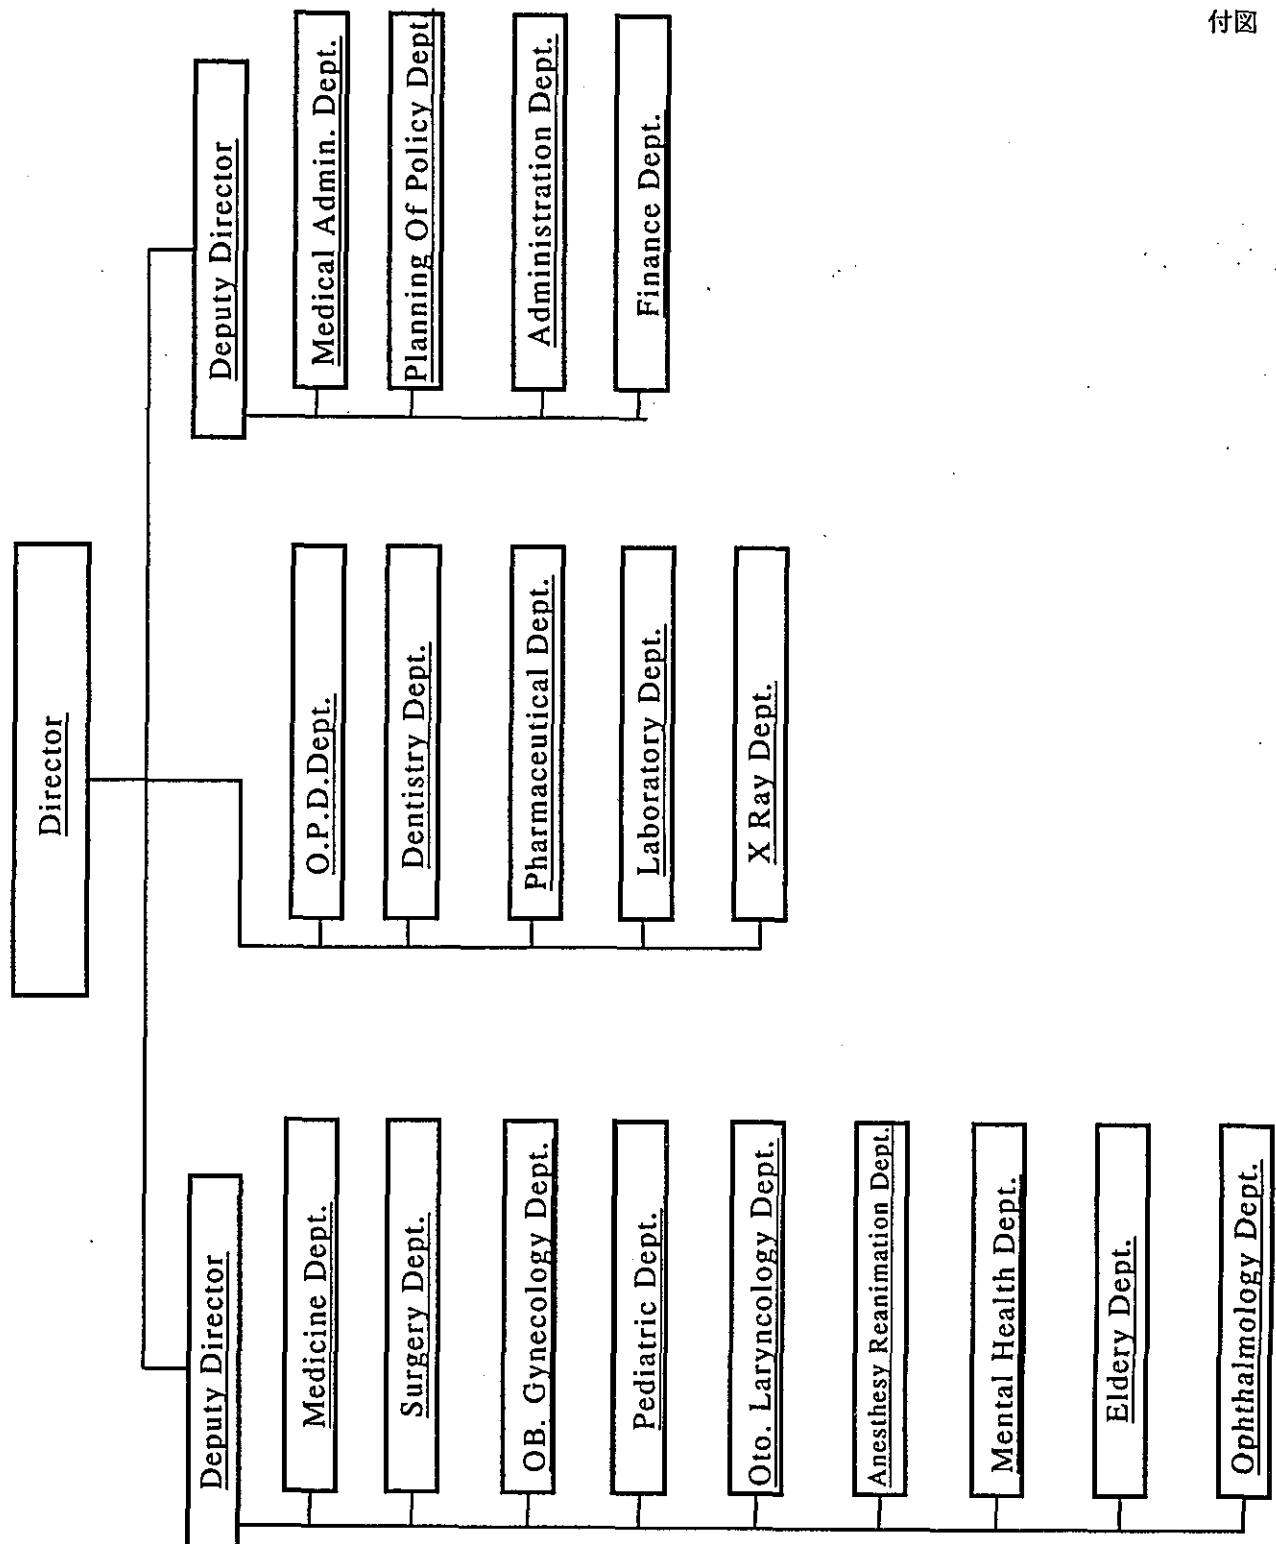 付図
Director
Deputy Director
Medicine Dept.
Surgery Dept.
OB. Gynecology Dept.
Pediatric Dept.
Oto. Laryncology Dept.
Anesthesy Reanimation Dept.
Mental Health Dept.
Eldery Dept.
Ophthalmology Dept.
O.P.D.Dept.
Dentistry Dept.
Pharmaceutical Dept.
Laboratory Dept.
X Ray Dept.
Deputy Director
Medical Admin. Dept.
Planning Of Policy Dept
Administration Dept.
Finance Dept.